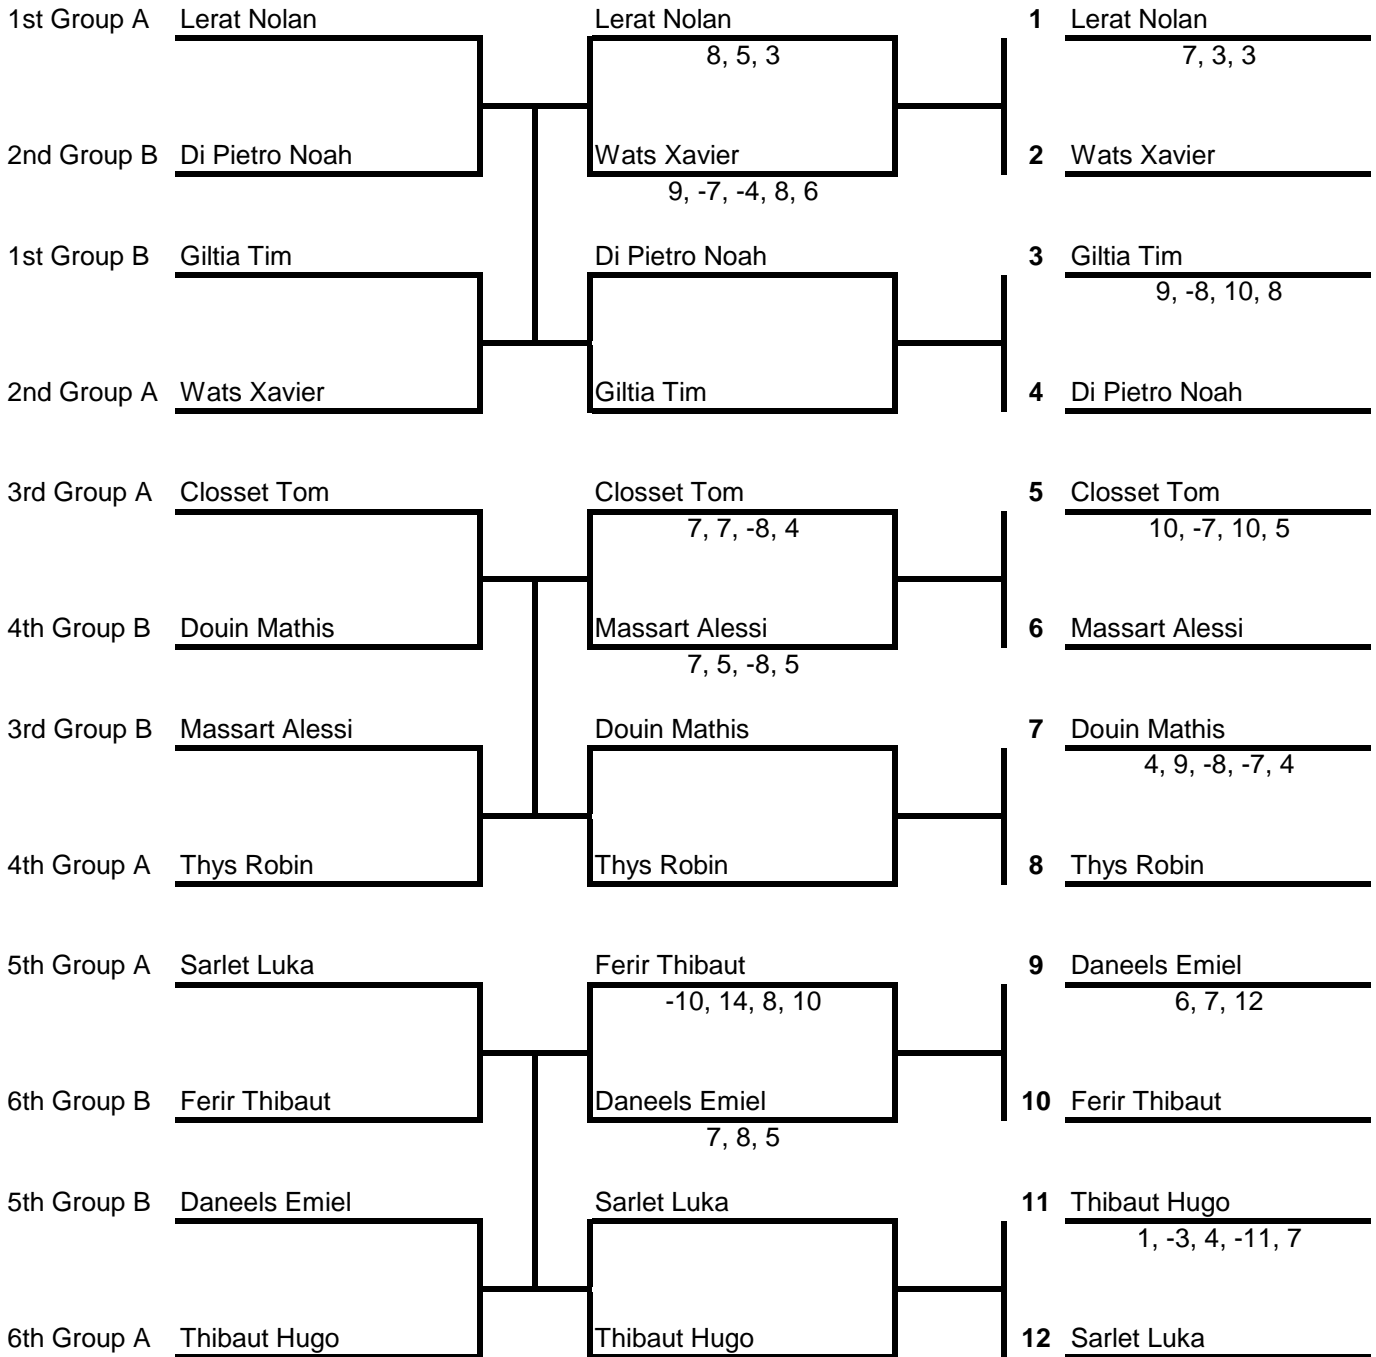 1st Group A Lerat Nolan Lerat Nolan 1 Lerat Nolan
8, 5, 3 7, 3, 3
2nd Group B Di Pietro Noah Wats Xavier 2 Wats Xavier
9, -7, -4, 8, 6
1st Group B Giltia Tim Di Pietro Noah 3 Giltia Tim
9, -8, 10, 8
2nd Group A Wats Xavier Giltia Tim 4 Di Pietro Noah
3rd Group A Closset Tom Closset Tom 5 Closset Tom
7, 7, -8, 4 10, -7, 10, 5
4th Group B Douin Mathis Massart Alessi 6 Massart Alessi
7, 5, -8, 5
3rd Group B Massart Alessi Douin Mathis 7 Douin Mathis
4, 9, -8, -7, 4
4th Group A Thys Robin Thys Robin 8 Thys Robin
5th Group A Sarlet Luka Ferir Thibaut 9 Daneels Emiel
-10, 14, 8, 10 6, 7, 12
6th Group B Ferir Thibaut Daneels Emiel 10 Ferir Thibaut
7, 8, 5
5th Group B Daneels Emiel Sarlet Luka 11 Thibaut Hugo
1, -3, 4, -11, 7
6th Group A Thibaut Hugo Thibaut Hugo 12 Sarlet Luka